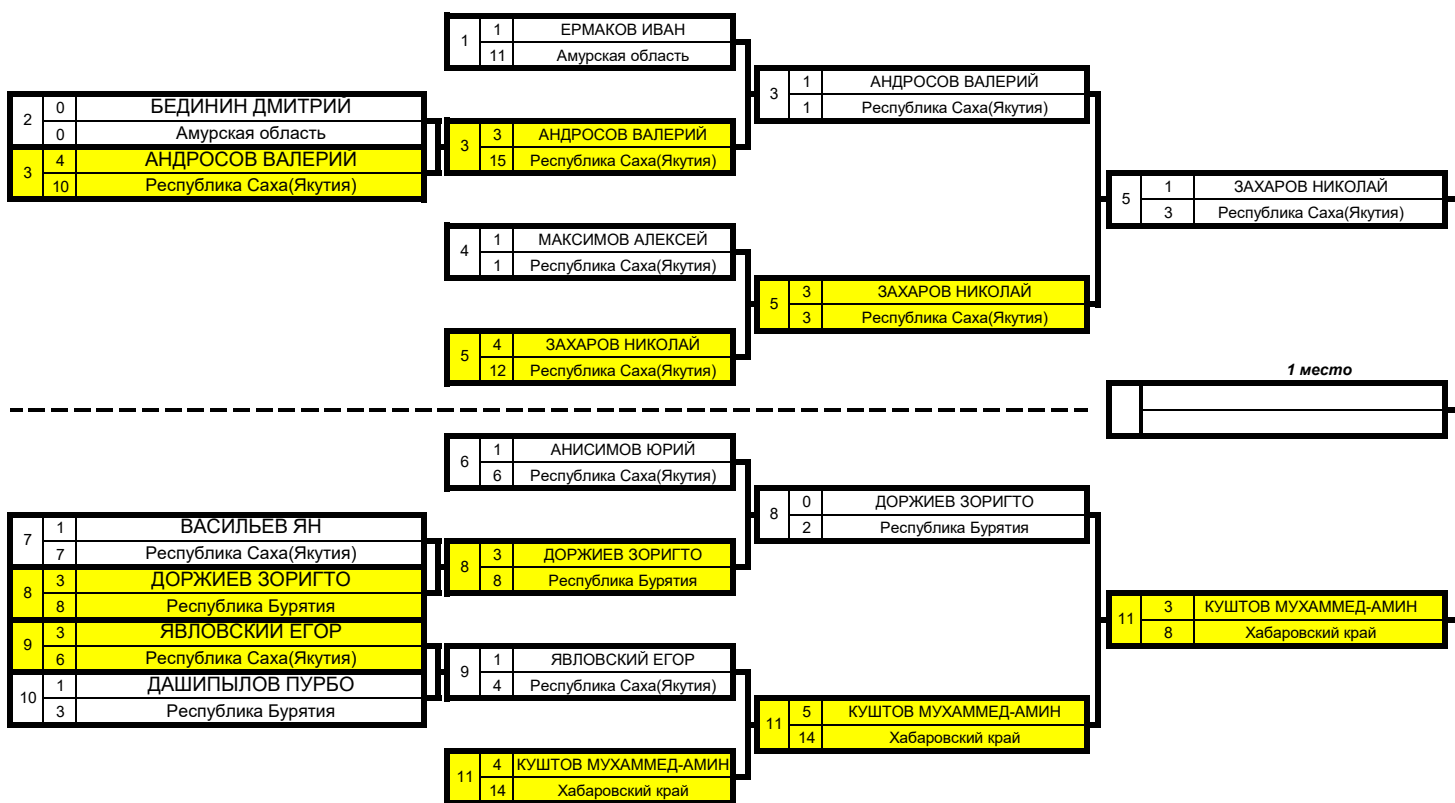 1 1 ЕРМАКОВ ИВАН
11 Амурская область
3 1 АНДРОСОВ ВАЛЕРИЙ
1 Республика Саха(Якутия)
2 0 БЕДИНИН ДМИТРИЙ
0 Амурская область
3 4 АНДРОСОВ ВАЛЕРИЙ
10 Республика Саха(Якутия)
3 3 АНДРОСОВ ВАЛЕРИЙ
15 Республика Саха(Якутия)
5 1 ЗАХАРОВ НИКОЛАЙ
3 Республика Саха(Якутия)
4 1 МАКСИМОВ АЛЕКСЕЙ
1 Республика Саха(Якутия)
5 3 ЗАХАРОВ НИКОЛАЙ
3 Республика Саха(Якутия)
5 4 ЗАХАРОВ НИКОЛАЙ
12 Республика Саха(Якутия)
1 место
6 1 АНИСИМОВ ЮРИЙ
6 Республика Саха(Якутия)
8 0 ДОРЖИЕВ ЗОРИГТО
2 Республика Бурятия
7 1 ВАСИЛЬЕВ ЯН
7 Республика Саха(Якутия)
8 3 ДОРЖИЕВ ЗОРИГТО
8 Республика Бурятия
8 3 ДОРЖИЕВ ЗОРИГТО
8 Республика Бурятия
11 3 КУШТОВ МУХАММЕД-АМИН
8 Хабаровский край
9 3 ЯВЛОВСКИЙ ЕГОР
6 Республика Саха(Якутия)
10 1 ДАШИПЫЛОВ ПУРБО
3 Республика Бурятия
9 1 ЯВЛОВСКИЙ ЕГОР
4 Республика Саха(Якутия)
11 5 КУШТОВ МУХАММЕД-АМИН
14 Хабаровский край
11 4 КУШТОВ МУХАММЕД-АМИН
14 Хабаровский край